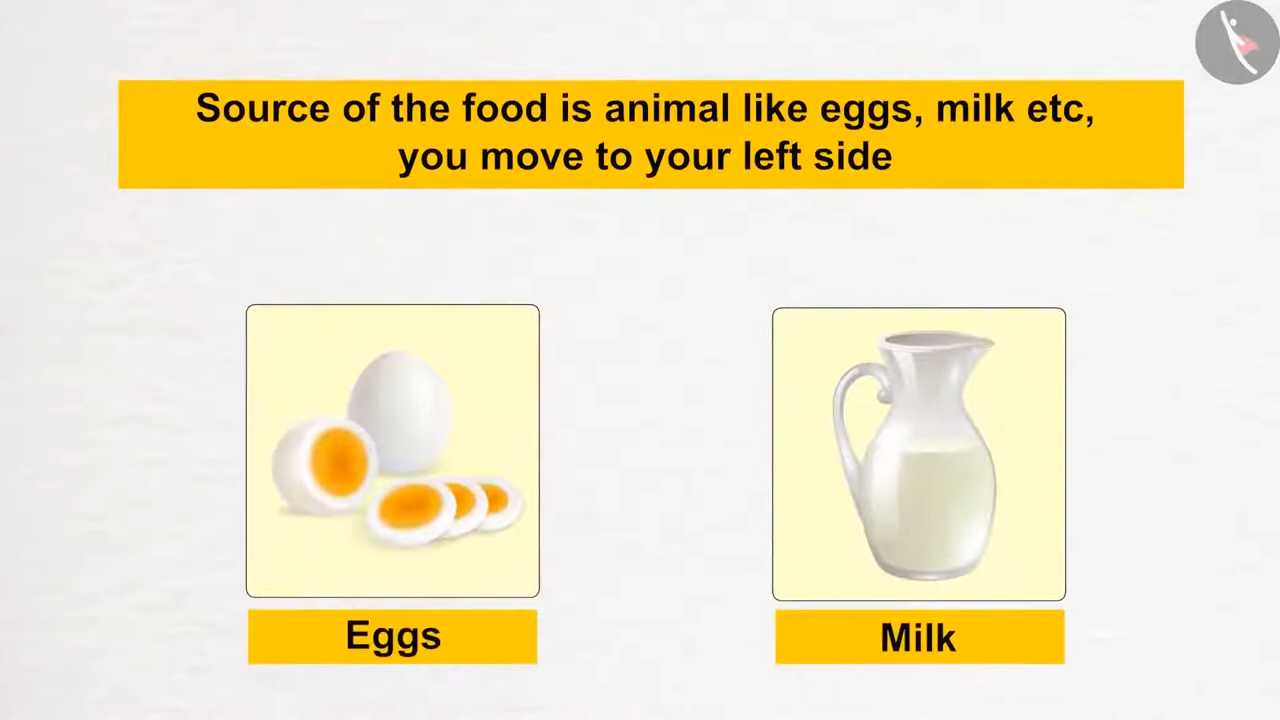 Source of the food is animal like eggs, milk etc,
you move to your left side
Eggs
Milk